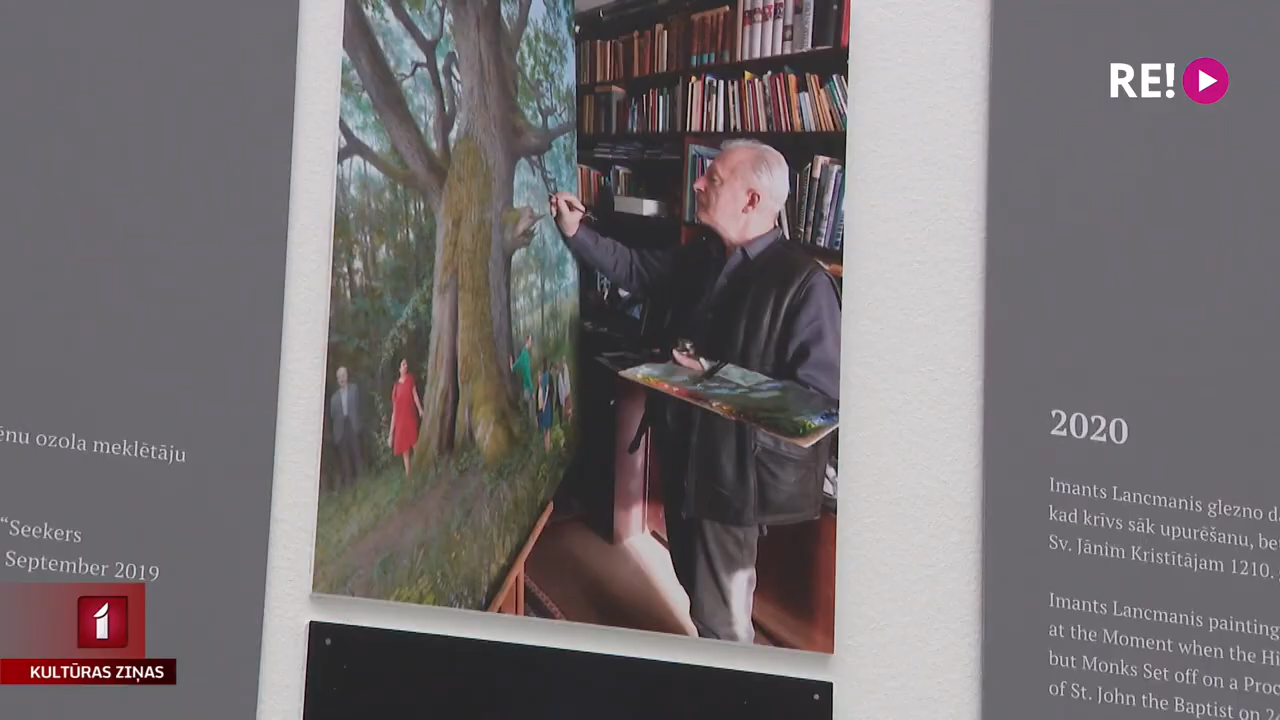 RE!
ozola meklētāju
“Seekers
September 2019
1
KULTŪRAS ZIŅAS
2020
Imants Lancmanis glezno
kad krīvs sāk upurēšanu,
Sv. Jānim Kristītājam 1210.
Imants Lancmanis painting
at the Moment when the
but Monks Set off on a
of St. John the Baptist on